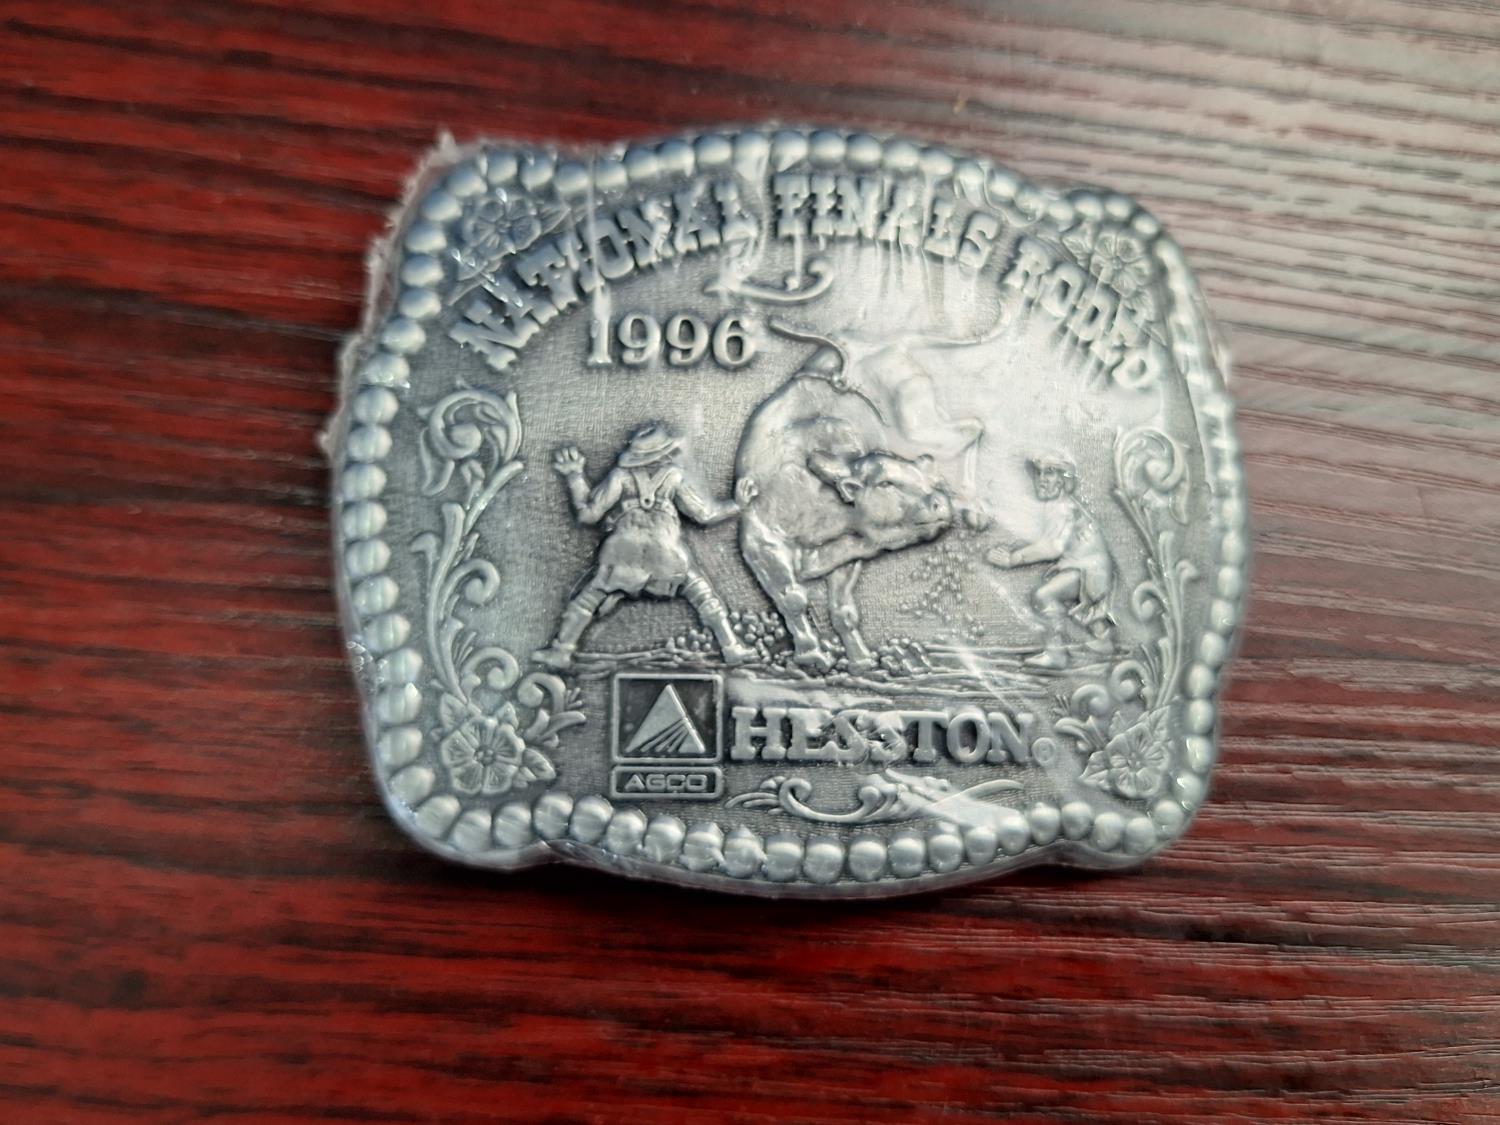 NATIONAL FINALS RODEO
1996
HESSTON®
AGCO